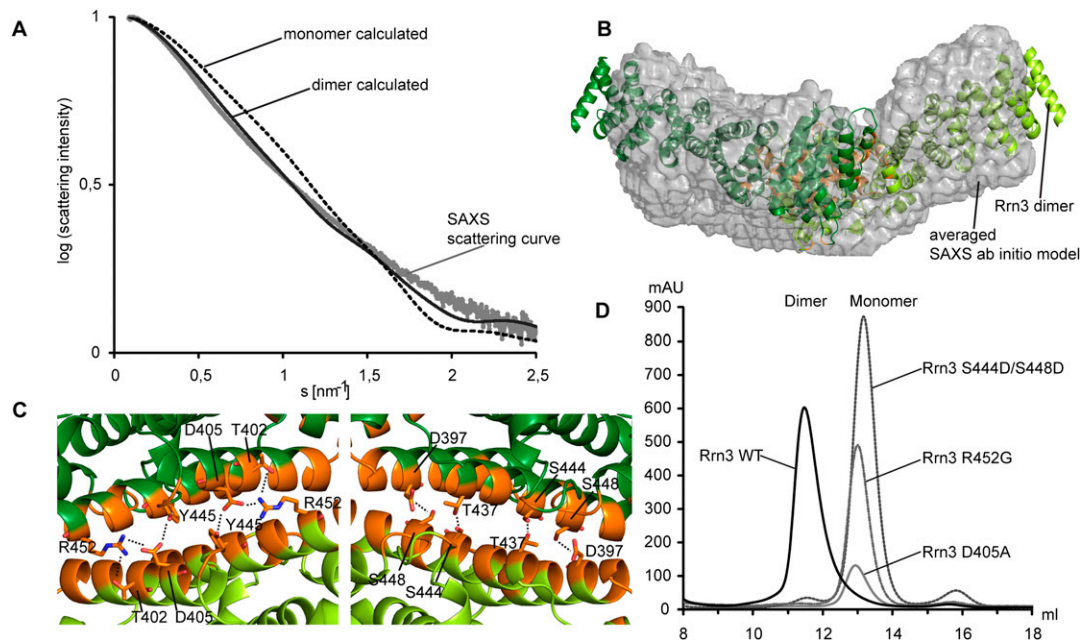 A
log (scattering intensity)
1
0,5
0
0
0,5
1
1,5
2
2,5
s [nm-1]
monomer calculated
dimer calculated
SAXS
scattering curve
B
Rrn3 dimer
averaged
SAXS ab initio model
C
D405 T402
Y445
R452
Y445
R452
T402 D405
D397
S444
S448
T437
T437
D397
S448
S444
D
mAU
900
800
700
600
500
400
300
200
100
0
8
10
11
12
13
14
16
18
ml
Dimer
Monomer
Rrn3 S444D/S448D
Rrn3 WT
Rrn3 R452G
Rrn3 D405A